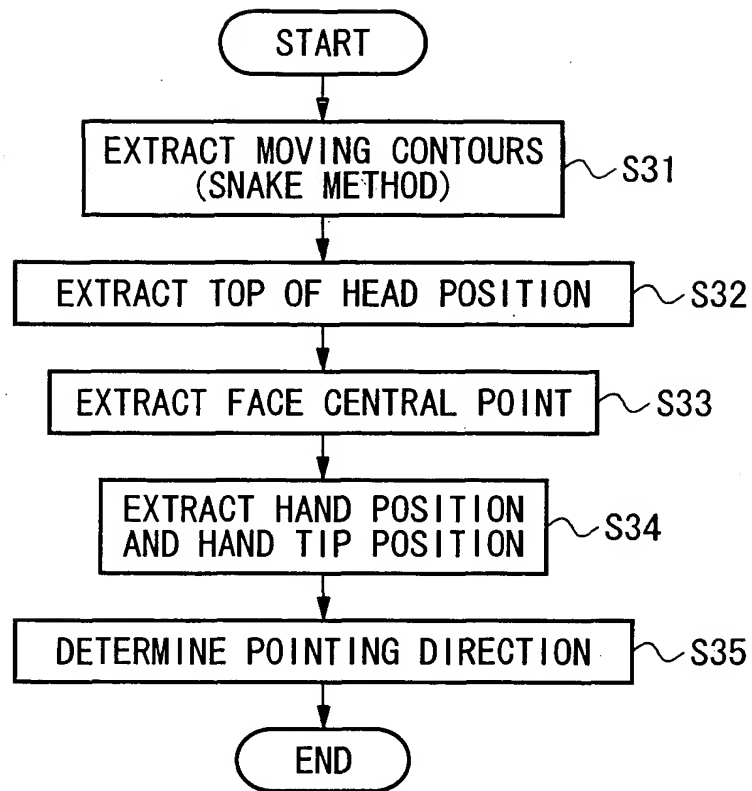 START
EXTRACT MOVING CONTOURS
(SNAKE METHOD)
S31
EXTRACT TOP OF HEAD POSITION
S32
EXTRACT FACE CENTRAL POINT
S33
EXTRACT HAND POSITION
AND HAND TIP POSITION
S34
DETERMINE POINTING DIRECTION
S35
END